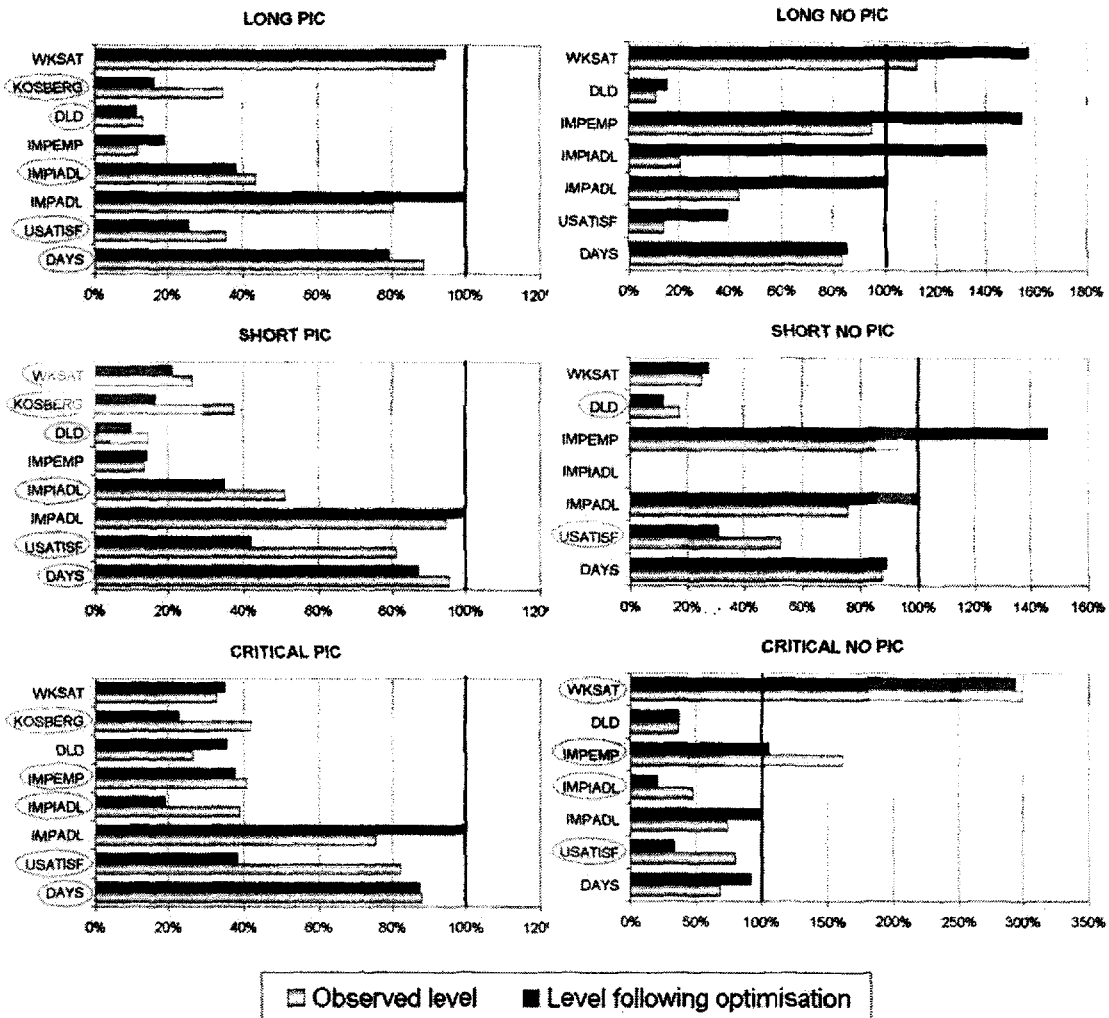 LONG PIC
WKSAT
KOSBERG
DLD
IMPEMP
IMPIADL
IMPADL
USATISF
DAYS
0% 20% 40% 60% 80% 100% 120'
LONG NO PIC
WKSAT
DLD
IMPEMP
IMPIADL
IMPADL
USATISF
DAYS
0% 20% 40% 60% 80% 100% 120% 140% 160% 180%
SHORT PIC
WKSAT
KOSBERG
DLD
IMPEMP
IMPIADL
IMPADL
USATISF
DAYS
0% 20% 40% 60% 80% 100% 120'
SHORT NO PIC
WKSAT
DLD
IMPEMP
IMPIADL
IMPADL
USATISF
DAYS
0% 20% 40% 60% 80% 100% 120% 140% 160%
CRITICAL PIC
WKSAT
KOSBERG
DLD
IMPEMP
IMPIADL
IMPADL
USATISF
DAYS
0% 20% 40% 60% 80% 100% 120'
CRITICAL NO PIC
WKSAT
DLD
IMPEMP
IMPIADL
IMPADL
USATISF
DAYS
0% 50% 100% 150% 200% 250% 300% 350%
Observed level Level following optimisation